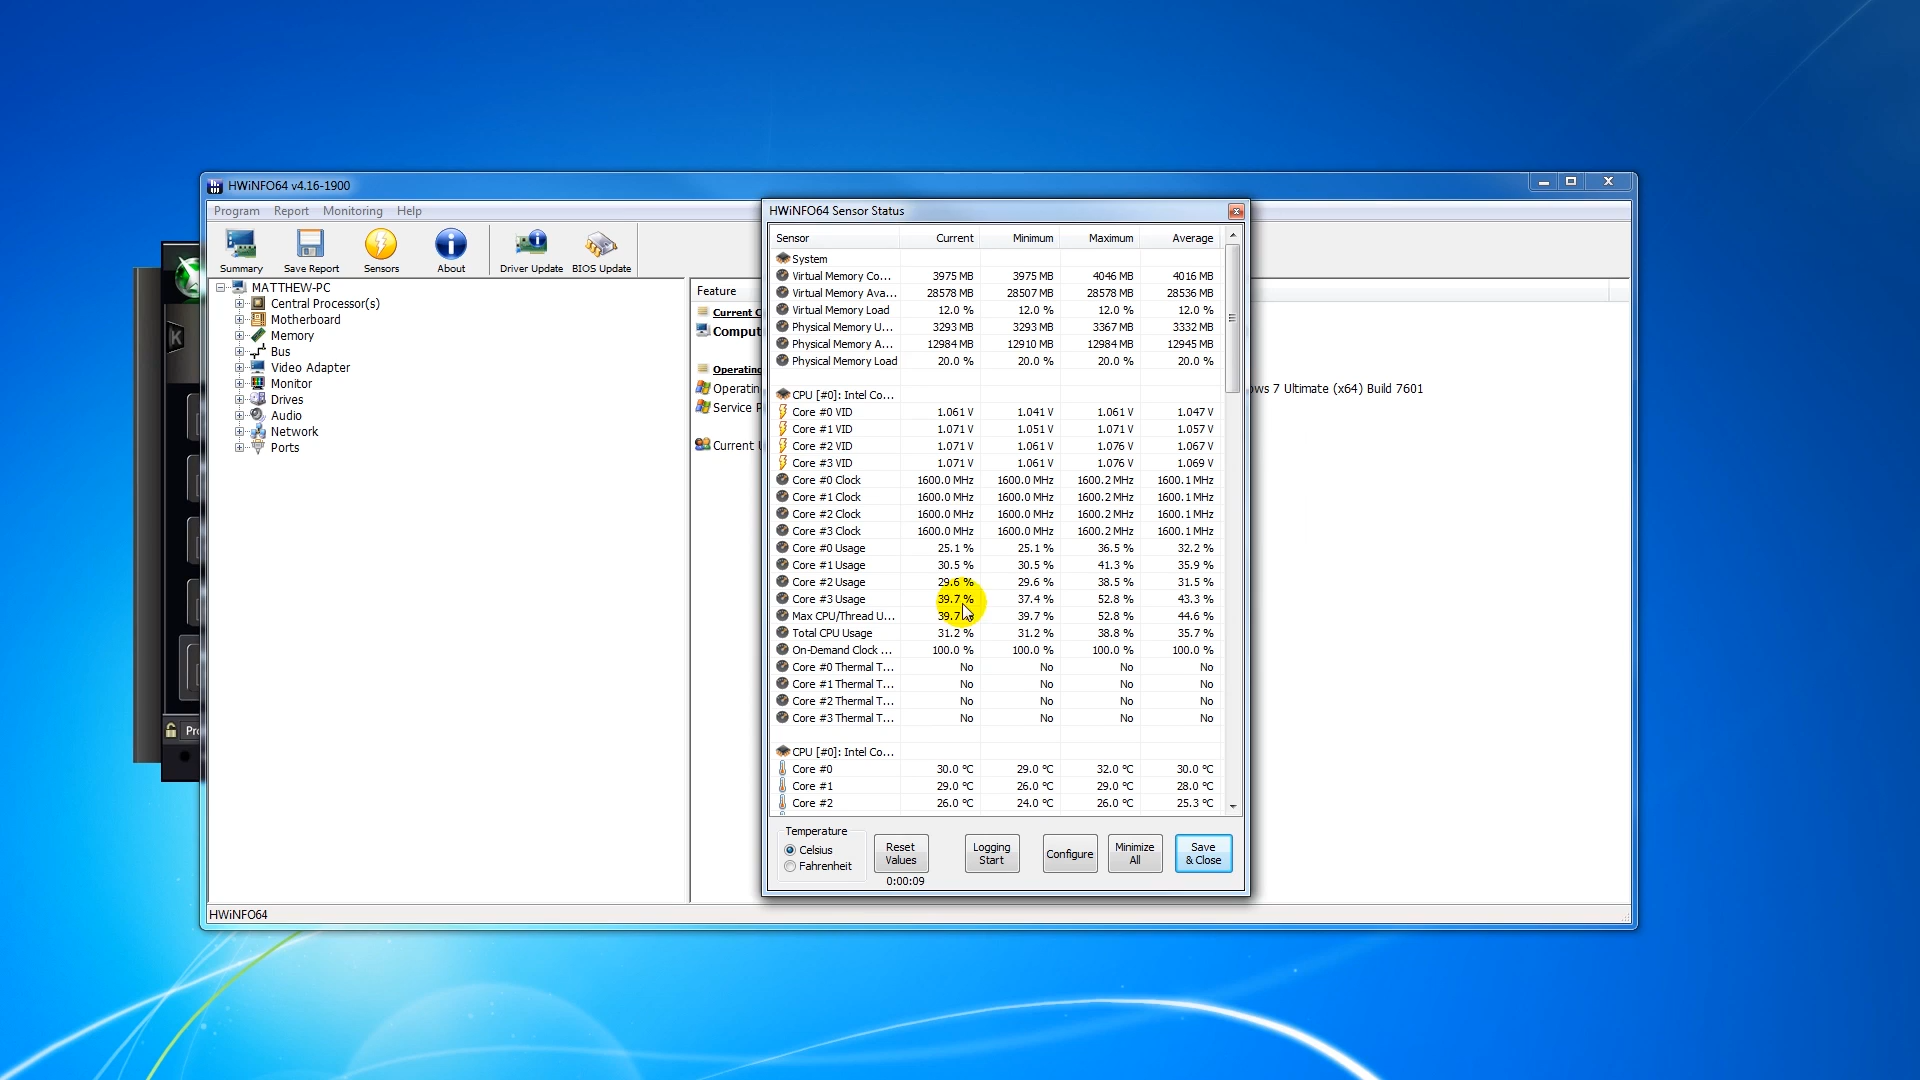 HWiNFO64 v4.16-1900
Program Report Monitoring Help
Summary Save Report Sensors About Driver Update BIOS Update
MATTHEW-PC
Central Processor(s)
Motherboard
Memory
Bus
Video Adapter
Monitor
Drives
Audio
Network
Ports
Feature
Current C
Comput
Operating
Operatin ws 7 Ultimate (x64) Build 7601
Service P
Current U
K
Pro
HWiNFO64 Sensor Status
Sensor Current Minimum Maximum Average
System
Virtual Memory Co... 3975 MB 3975 MB 4046 MB 4016 MB
Virtual Memory Ava... 28578 MB 28507 MB 28578 MB 28536 MB
Virtual Memory Load 12.0 % 12.0 % 12.0 % 12.0 %
Physical Memory U... 3293 MB 3293 MB 3367 MB 3332 MB
Physical Memory A... 12984 MB 12910 MB 12984 MB 12945 MB
Physical Memory Load 20.0 % 20.0 % 20.0 % 20.0 %
CPU [#0]: Intel Co...
Core #0 VID 1.061 V 1.041 V 1.061 V 1.047 V
Core #1 VID 1.071 V 1.051 V 1.071 V 1.057 V
Core #2 VID 1.071 V 1.061 V 1.076 V 1.067 V
Core #3 VID 1.071 V 1.061 V 1.076 V 1.069 V
Core #0 Clock 1600.0 MHz 1600.0 MHz 1600.2 MHz 1600.1 MHz
Core #1 Clock 1600.0 MHz 1600.0 MHz 1600.2 MHz 1600.1 MHz
Core #2 Clock 1600.0 MHz 1600.0 MHz 1600.2 MHz 1600.1 MHz
Core #3 Clock 1600.0 MHz 1600.0 MHz 1600.2 MHz 1600.1 MHz
Core #0 Usage 25.1 % 25.1 % 36.5 % 32.2 %
Core #1 Usage 30.5 % 30.5 % 41.3 % 35.9 %
Core #2 Usage 29.6 % 29.6 % 38.5 % 31.5 %
Core #3 Usage 39.7 % 37.4 % 52.8 % 43.3 %
Max CPU/Thread U... 39.7 % 39.7 % 52.8 % 44.6 %
Total CPU Usage 31.2 % 31.2 % 38.8 % 35.7 %
On-Demand Clock ... 100.0 % 100.0 % 100.0 % 100.0 %
Core #0 Thermal T... No No No No
Core #1 Thermal T... No No No No
Core #2 Thermal T... No No No No
Core #3 Thermal T... No No No No
CPU [#0]: Intel Co...
Core #0 30.0 °C 29.0 °C 32.0 °C 30.0 °C
Core #1 29.0 °C 26.0 °C 29.0 °C 28.0 °C
Core #2 26.0 °C 24.0 °C 26.0 °C 25.3 °C
Temperature
Celsius
Fahrenheit
Reset Values
0:00:09
Logging Start
Configure
Minimize All
Save & Close
HWiNFO64